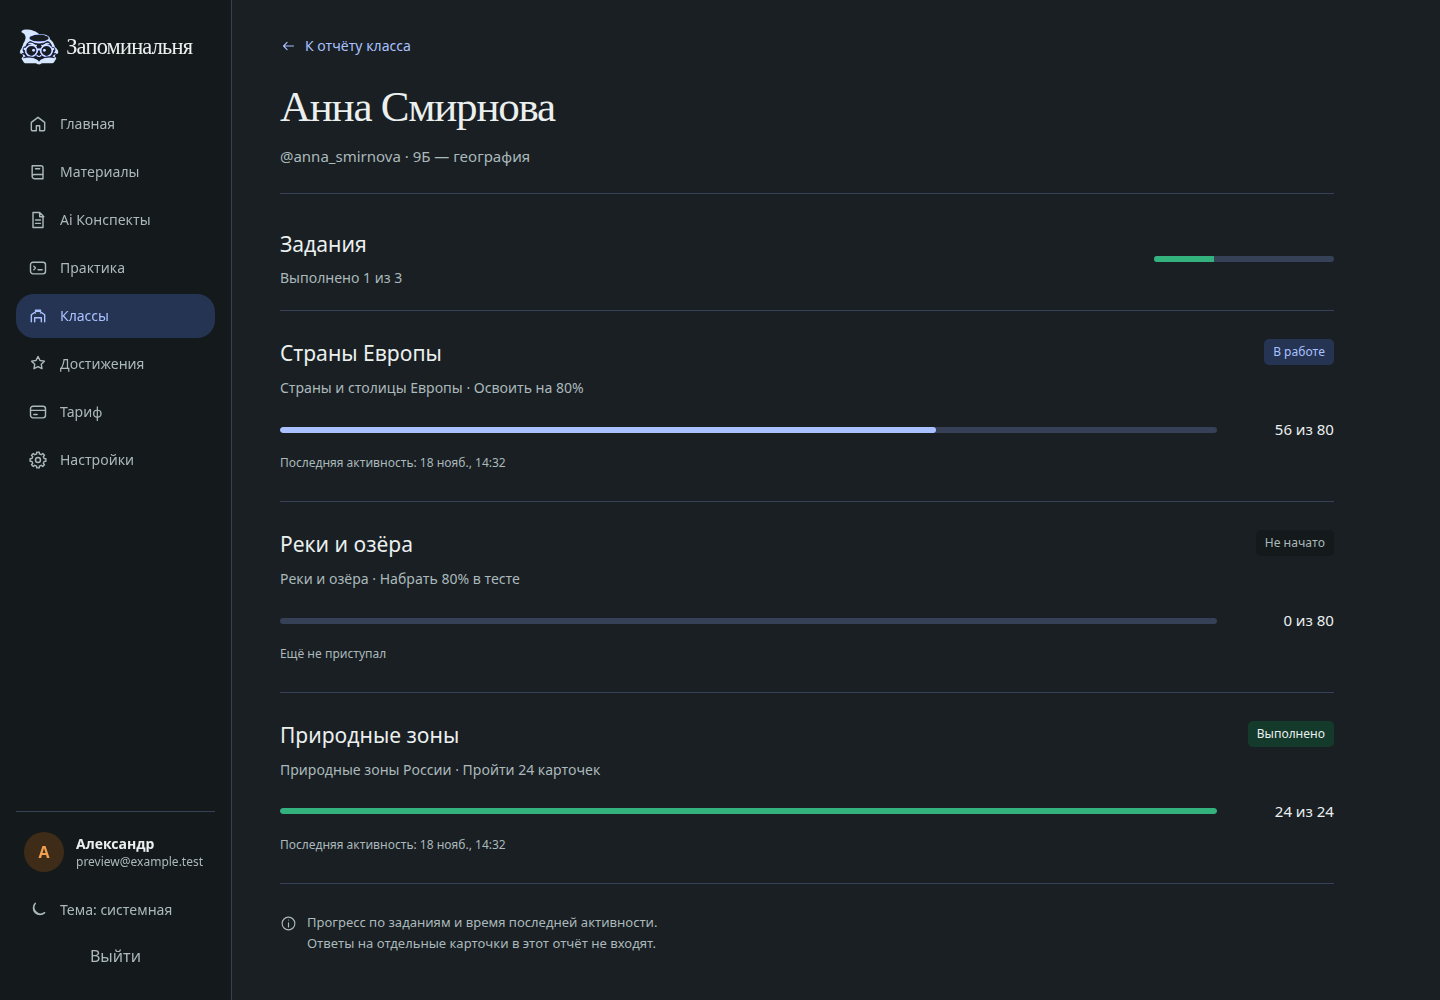 Запоминальня
Главная
Материалы
Ai Конспекты
Практика
Классы
Достижения
Тариф
Настройки
А
Александр
preview@example.test
Тема: системная
Выйти
К отчёту класса
Анна Смирнова
@anna_smirnova · 9Б — география
Задания
Выполнено 1 из 3
Страны Европы
В работе
Страны и столицы Европы · Освоить на 80%
56 из 80
Последняя активность: 18 нояб., 14:32
Реки и озёра
Не начато
Реки и озёра · Набрать 80% в тесте
0 из 80
Ещё не приступал
Природные зоны
Выполнено
Природные зоны России · Пройти 24 карточек
24 из 24
Последняя активность: 18 нояб., 14:32
Прогресс по заданиям и время последней активности.
Ответы на отдельные карточки в этот отчёт не входят.